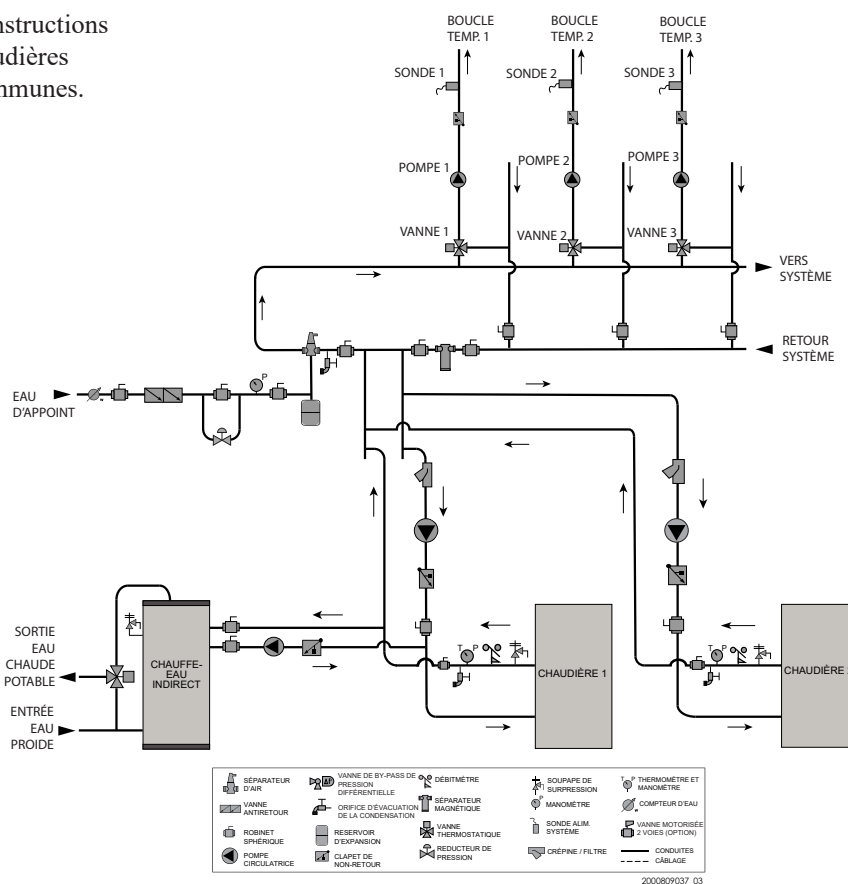 nstructions
udières
nmunes.
BOUCLE
TEMP. 1
BOUCLE
TEMP. 2
BOUCLE
TEMP. 3
SONDE 1
SONDE 2
SONDE 3
POMPE 1
POMPE 2
POMPE 3
VANNE 1
VANNE 2
VANNE 3
VERS
SYSTÈME
RETOUR
SYSTÈME
EAU
D'APPOINT
P
SORTIE
EAU
CHAUDE
POTABLE
ENTRÉE
EAU
PROIDE
CHAUFFE-
EAU
INDIRECT
T P
CHAUDIÈRE 1
T P
CHAUDIÈRE
SÉPARATEUR
D'AIR
VANNE
ANTIRETOUR
ROBINET
SPHÉRIQUE
POMPE
CIRCULATRICE
VANNE DE BY-PASS DE
PRESSION
DIFFÉRENTIELLE
ORIFICE D'ÉVACUATION
DE LA CONDENSATION
RESERVOIR
D'EXPANSION
CLAPET DE
NON-RETOUR
DÉBITMÈTRE
SÉPARATEUR
MAGNÉTIQUE
VANNE
THERMOSTATIQUE
REDUCTEUR DE
PRESSION
SOUPAPE DE
SURPRESSION
P
MANOMÈTRE
SONDE ALIM.
SYSTÈME
CRÉPINE / FILTRE
T P
THERMOMÈTRE ET
MANOMÈTRE
COMPTEUR D'EAU
VANNE MOTORISÉE
2 VOIES (OPTION)
CONDUITES
CÂBLAGE
2000809037_03